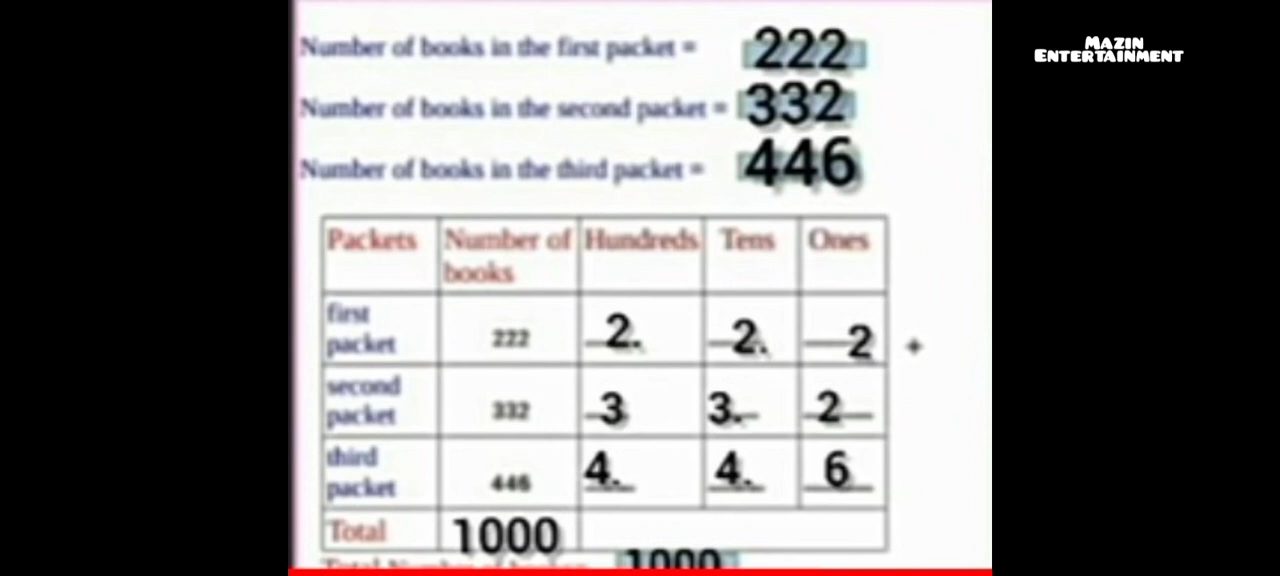 Number of books in the first packet = 222
MAZIN
ENTERTAINMENT
Number of books in the second packet = 332
Number of books in the third packet = 446
Packets Number of books Hundreds Tens Ones
first packet 222 2. 2. 2 +
second packet 332 3 3. 2
third packet 446 4. 4. 6
Total 1000
1000